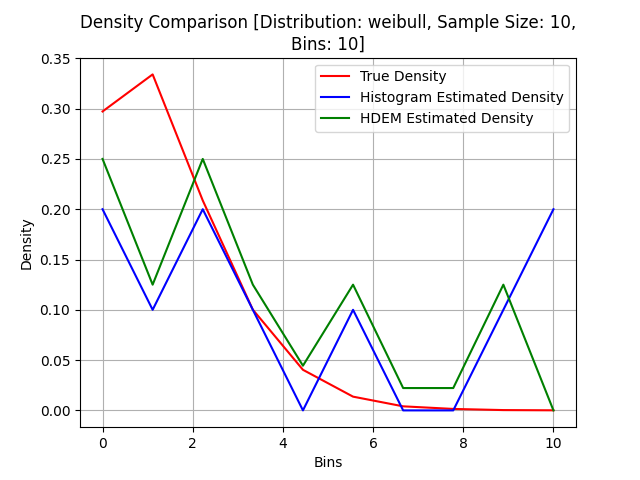 Density Comparison [Distribution: weibull, Sample Size: 10,
Bins: 10]
True Density
Histogram Estimated Density
HDEM Estimated Density
Density
0.35
0.30
0.25
0.20
0.15
0.10
0.05
0.00
0 2 4 6 8 10
Bins